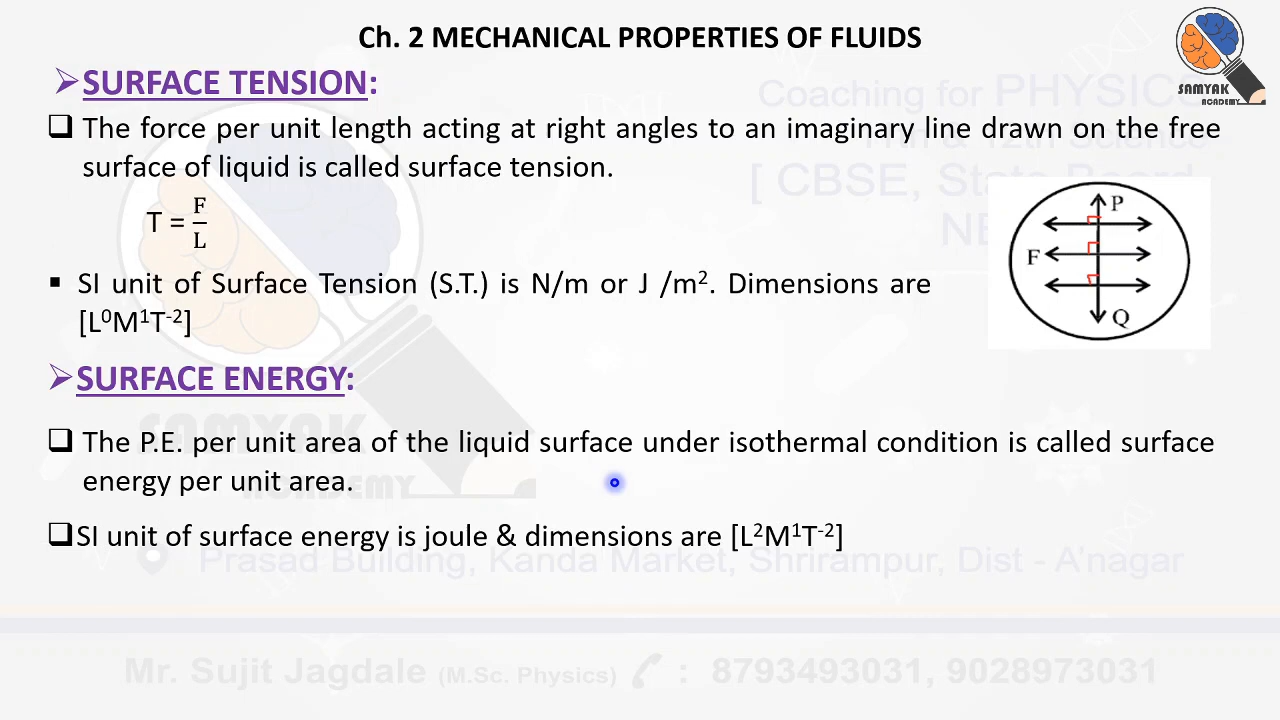 Ch. 2 MECHANICAL PROPERTIES OF FLUIDS
SAMYAK
ACADEMY
SURFACE TENSION:
Coaching for PHYSICS
The force per unit length acting at right angles to an imaginary line drawn on the free
11th & 12th Science
surface of liquid is called surface tension.
[ CBSE, State Board,
T = F/L
P
F
Q
SI unit of Surface Tension (S.T.) is N/m or J /m². Dimensions are
[L⁰M¹T⁻²]
SURFACE ENERGY:
SAMYAK
The P.E. per unit area of the liquid surface under isothermal condition is called surface
energy per unit area.
ACADEMY
SI unit of surface energy is joule & dimensions are [L²M¹T⁻²]
Prasad Building, Kanda Market, Shrirampur, Dist - A'nagar
Mr. Sujit Jagdale (M.Sc. Physics) : 8793493031, 9028973031